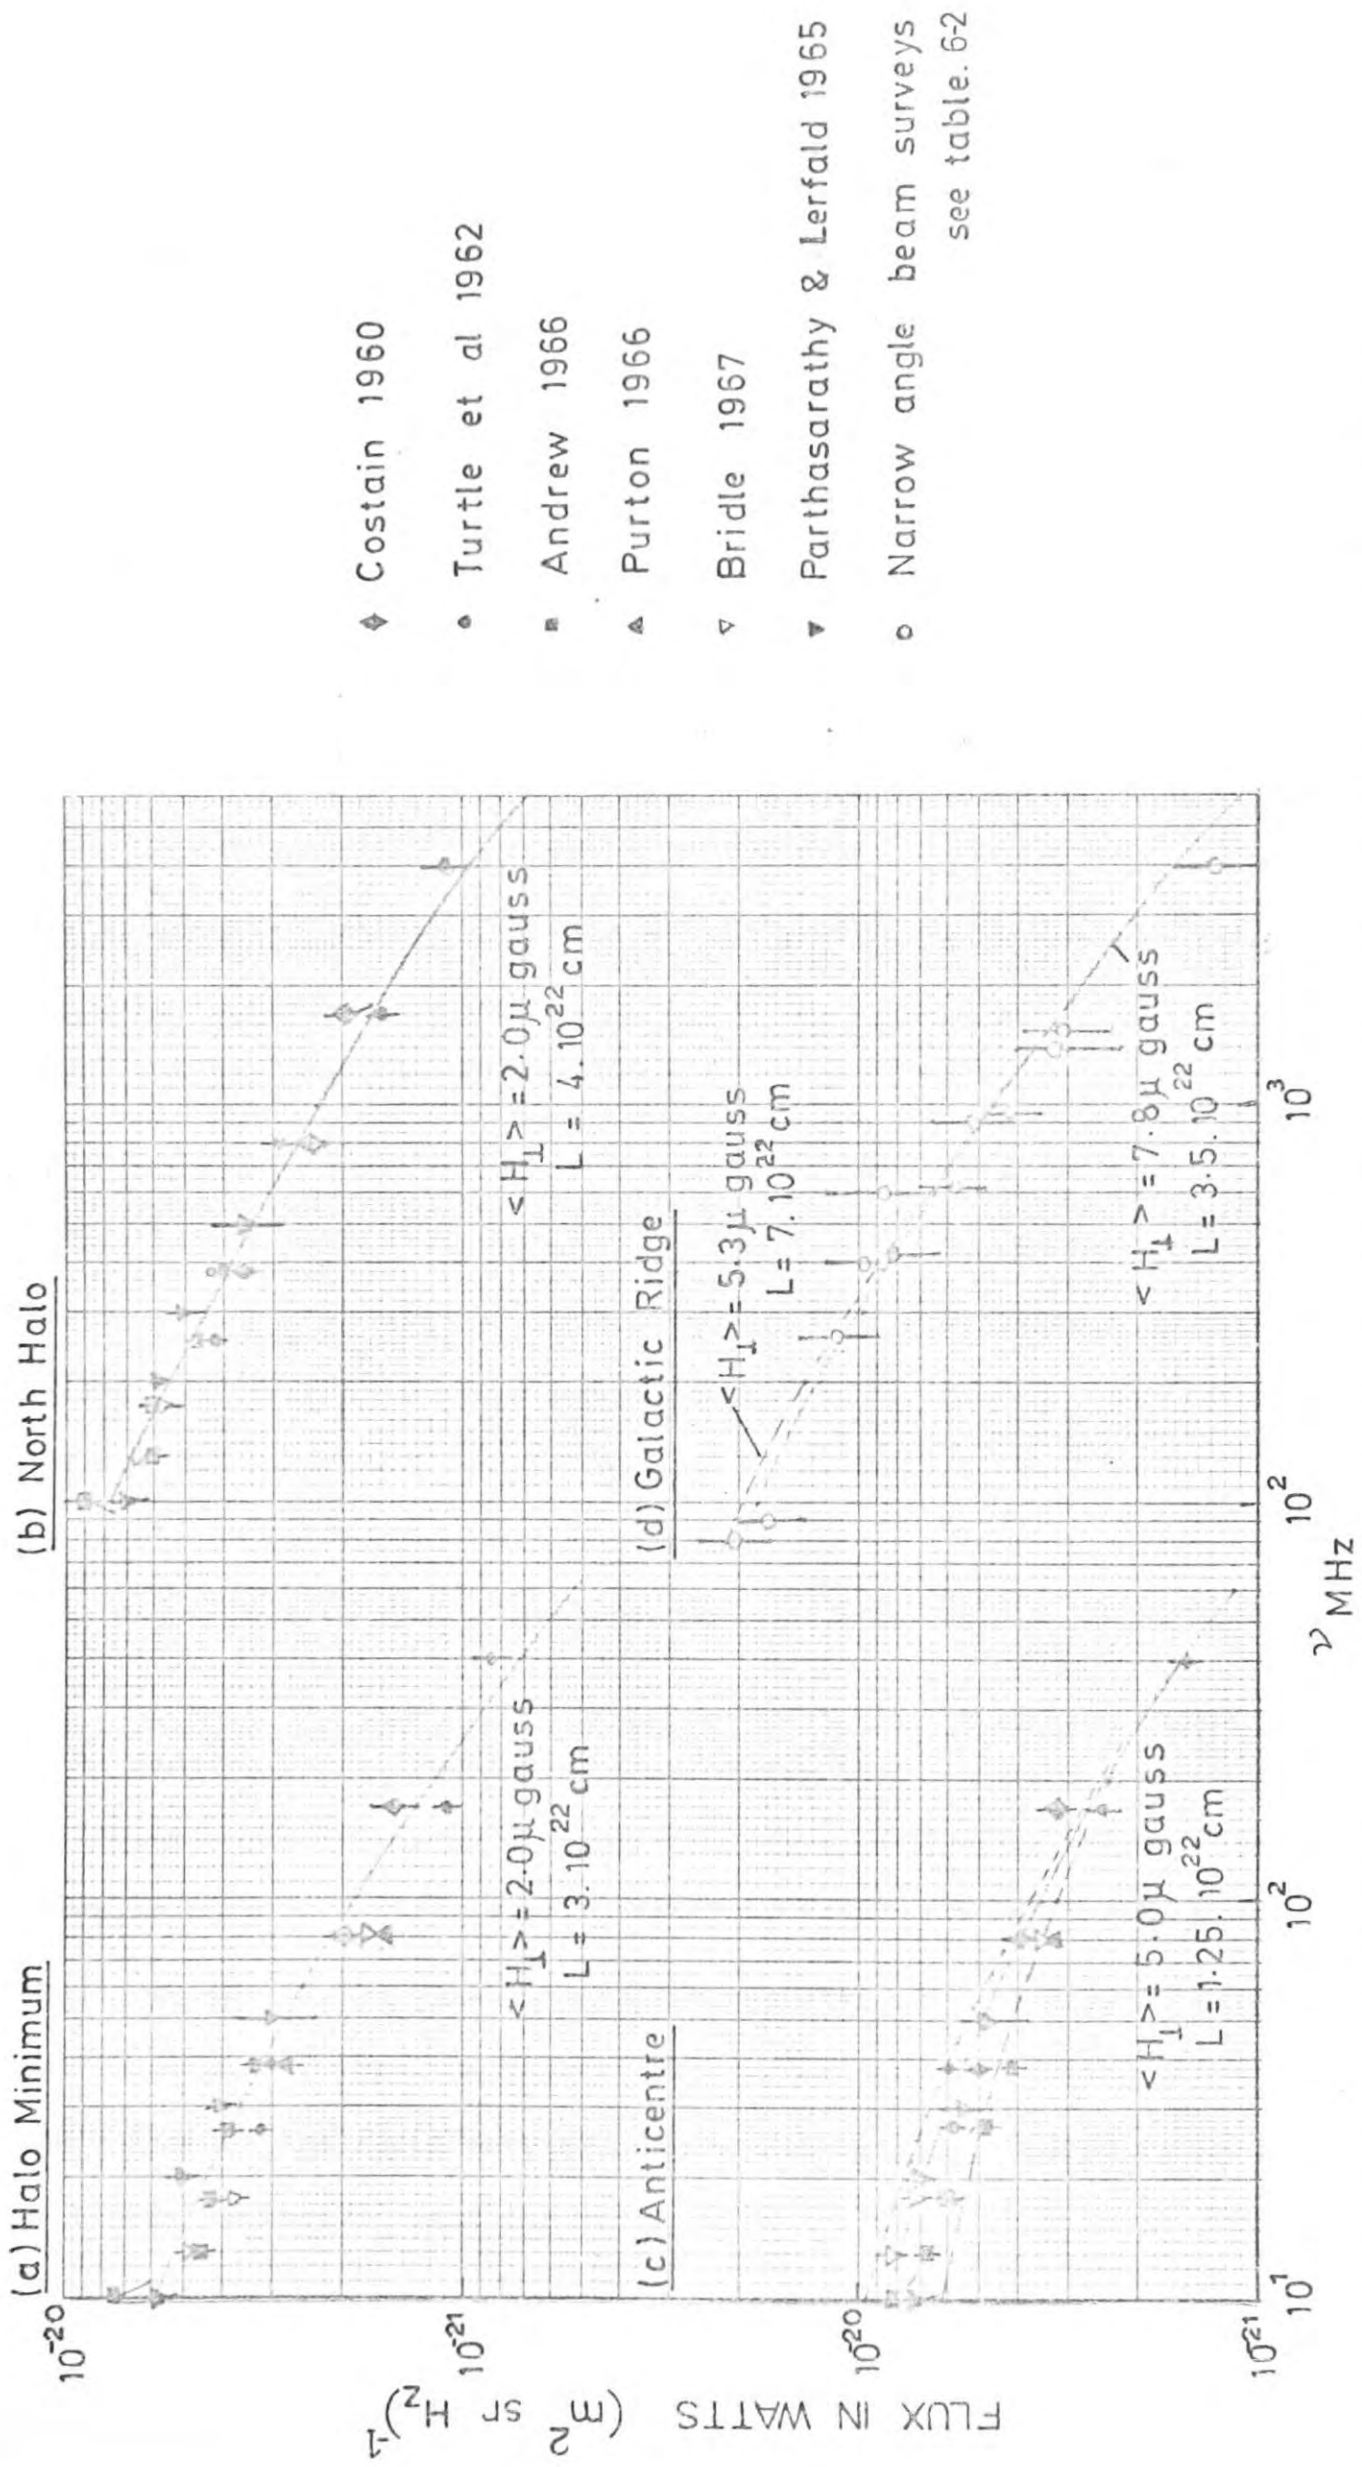 (a) Halo Minimum
(b) North Halo
10⁻²⁰
10⁻²¹
<H⊥> = 2.0μ gauss
L = 3.10²² cm
<H⊥> = 2.0μ gauss
L = 4.10²² cm
(c) Anticentre
(d) Galactic Ridge
10⁻²⁰
10⁻²¹
<H⊥> = 5.3μ gauss
L = 7.10²² cm
<H⊥> = 5.0μ gauss
L = 1.25.10²² cm
<H⊥> = 7.8μ gauss
L = 3.5.10²² cm
10¹
10²
10²
10³
ν MHz
FLUX IN WATTS (m² sr Hz)⁻¹
Costain 1960
Turtle et al 1962
Andrew 1966
Purton 1966
Bridle 1967
Parthasarathy & Lerfald 1965
Narrow angle beam surveys
see table. 6-2